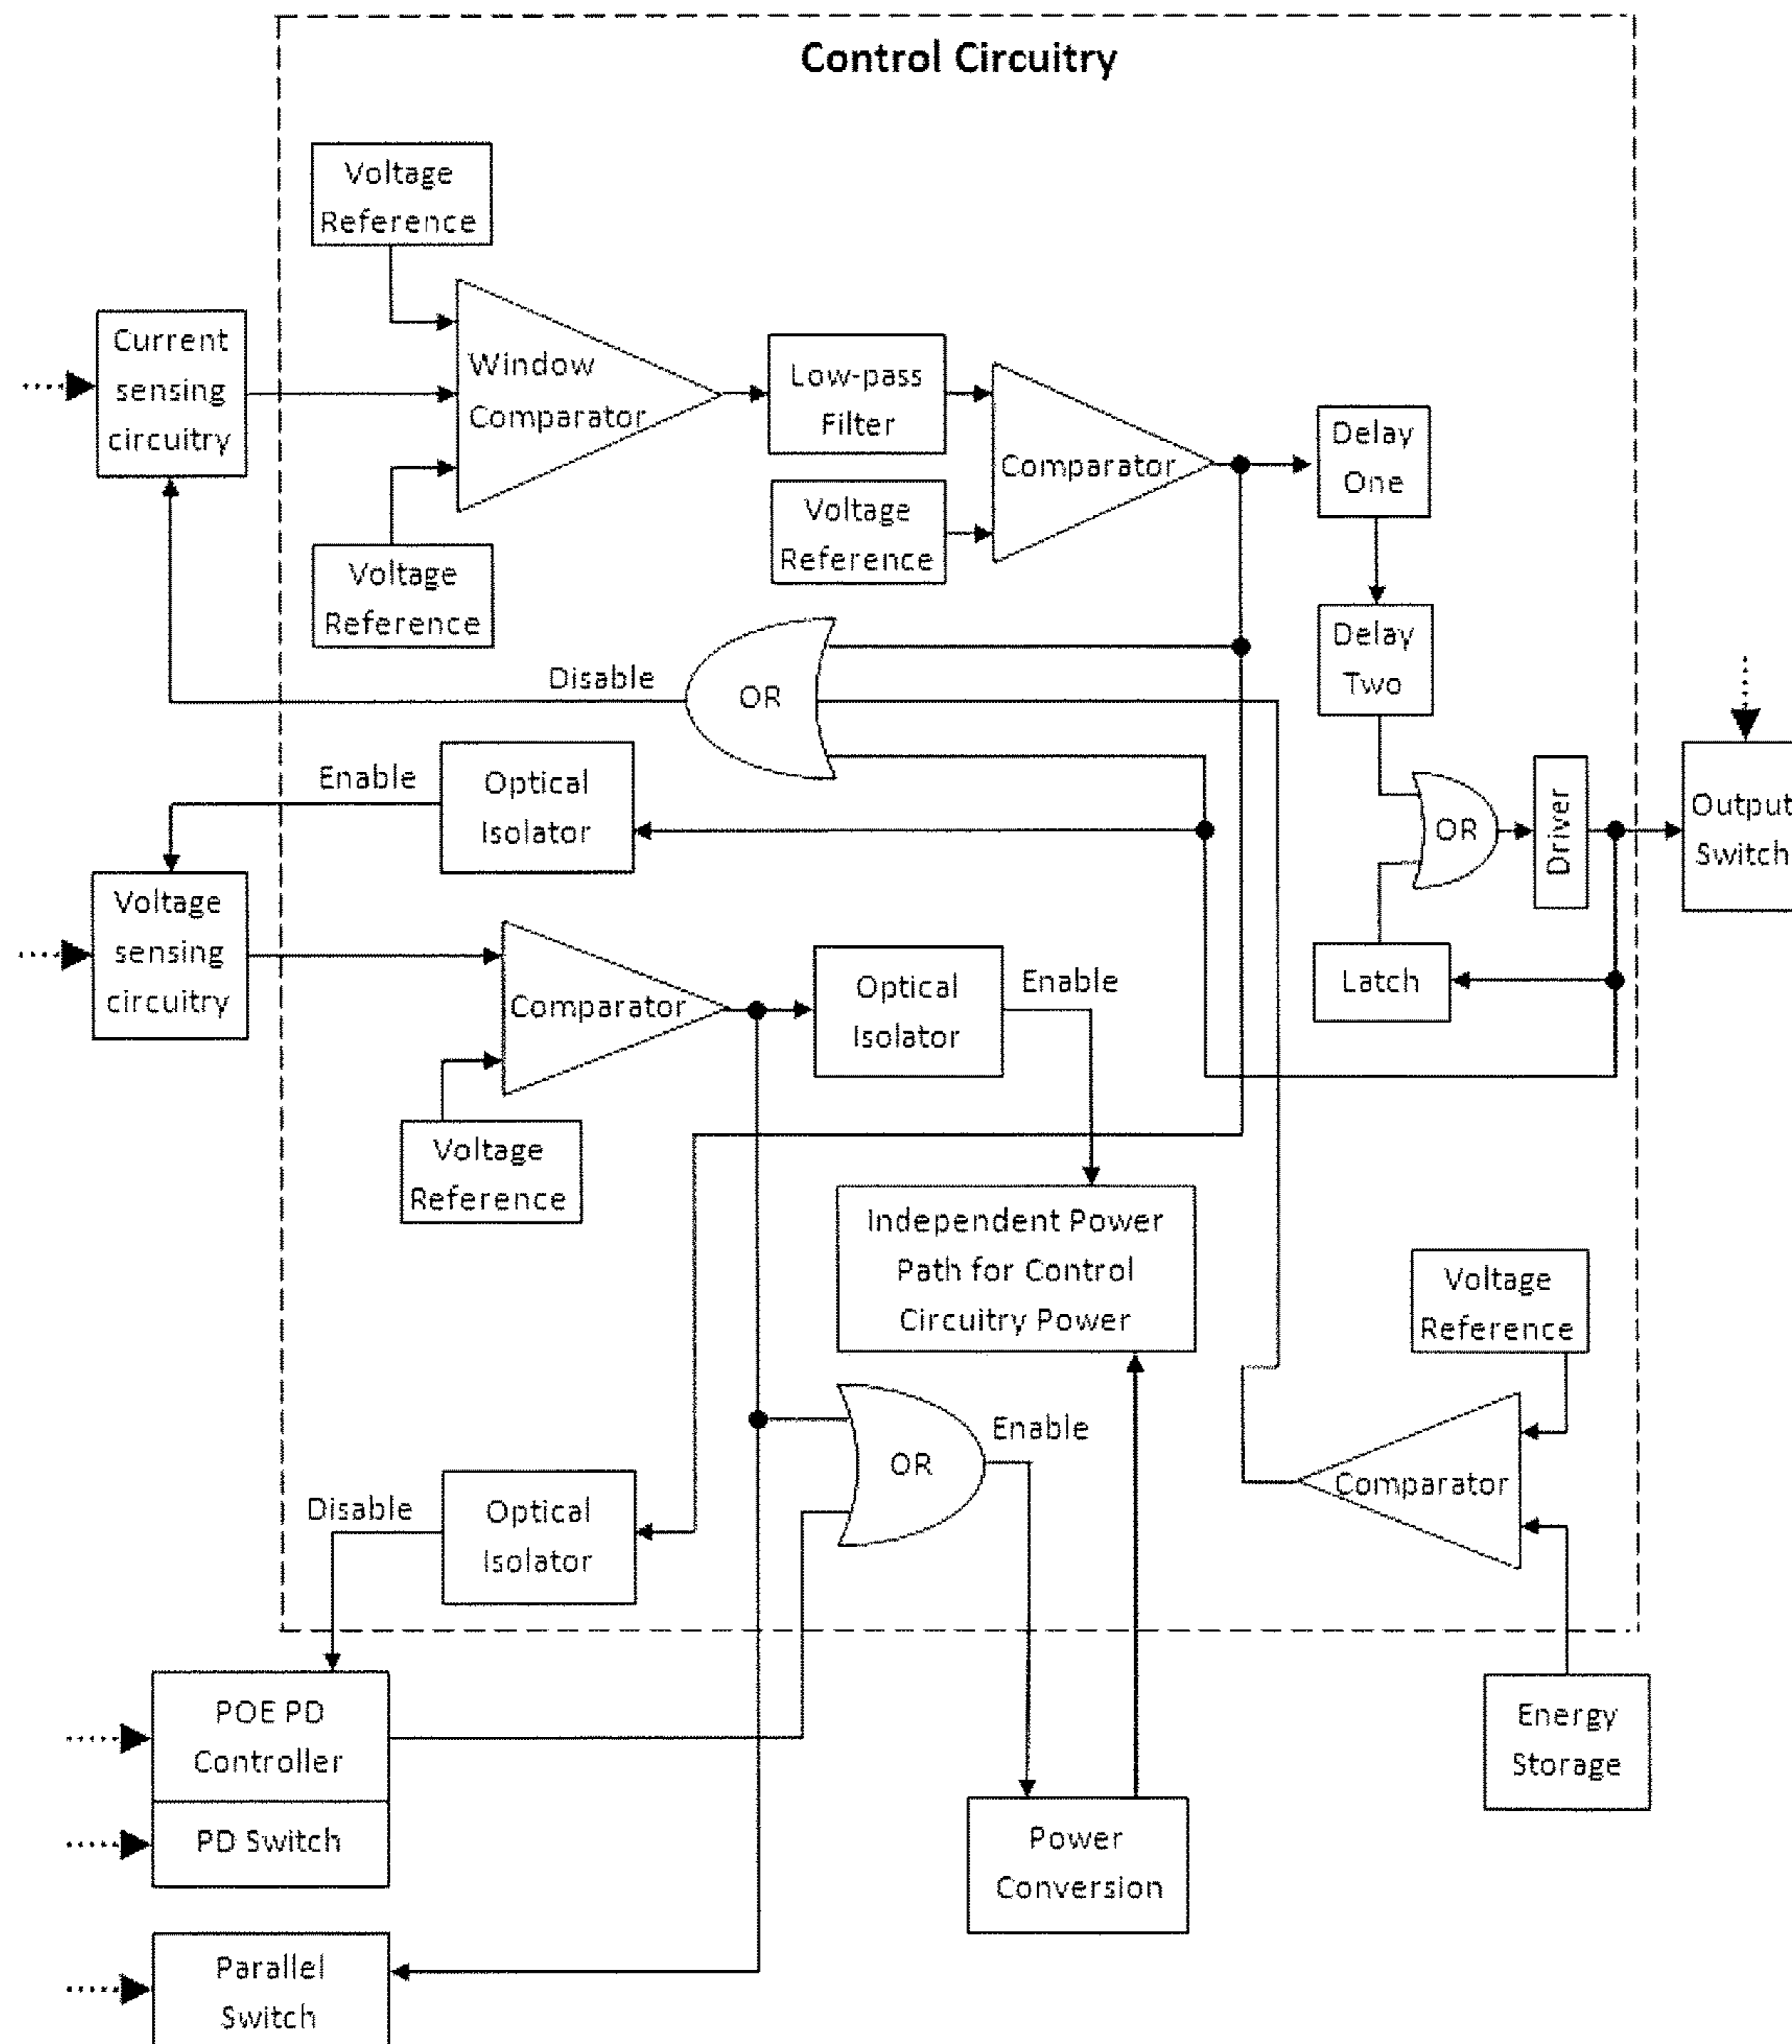 Control Circuitry
Voltage
Reference
Current
sensing
circuitry
Window
Comparator
Low-pass
Filter
Voltage
Reference
Comparator
Delay
One
Voltage
Reference
Delay
Two
Disable
OR
Enable
Optical
Isolator
OR
Driver
Output
Switch
Voltage
sensing
circuitry
Comparator
Optical
Isolator
Enable
Latch
Voltage
Reference
Independent Power
Path for Control
Circuitry Power
Voltage
Reference
OR
Enable
Comparator
Disable
Optical
Isolator
POE PD
Controller
PD Switch
Energy
Storage
Power
Conversion
Parallel
Switch